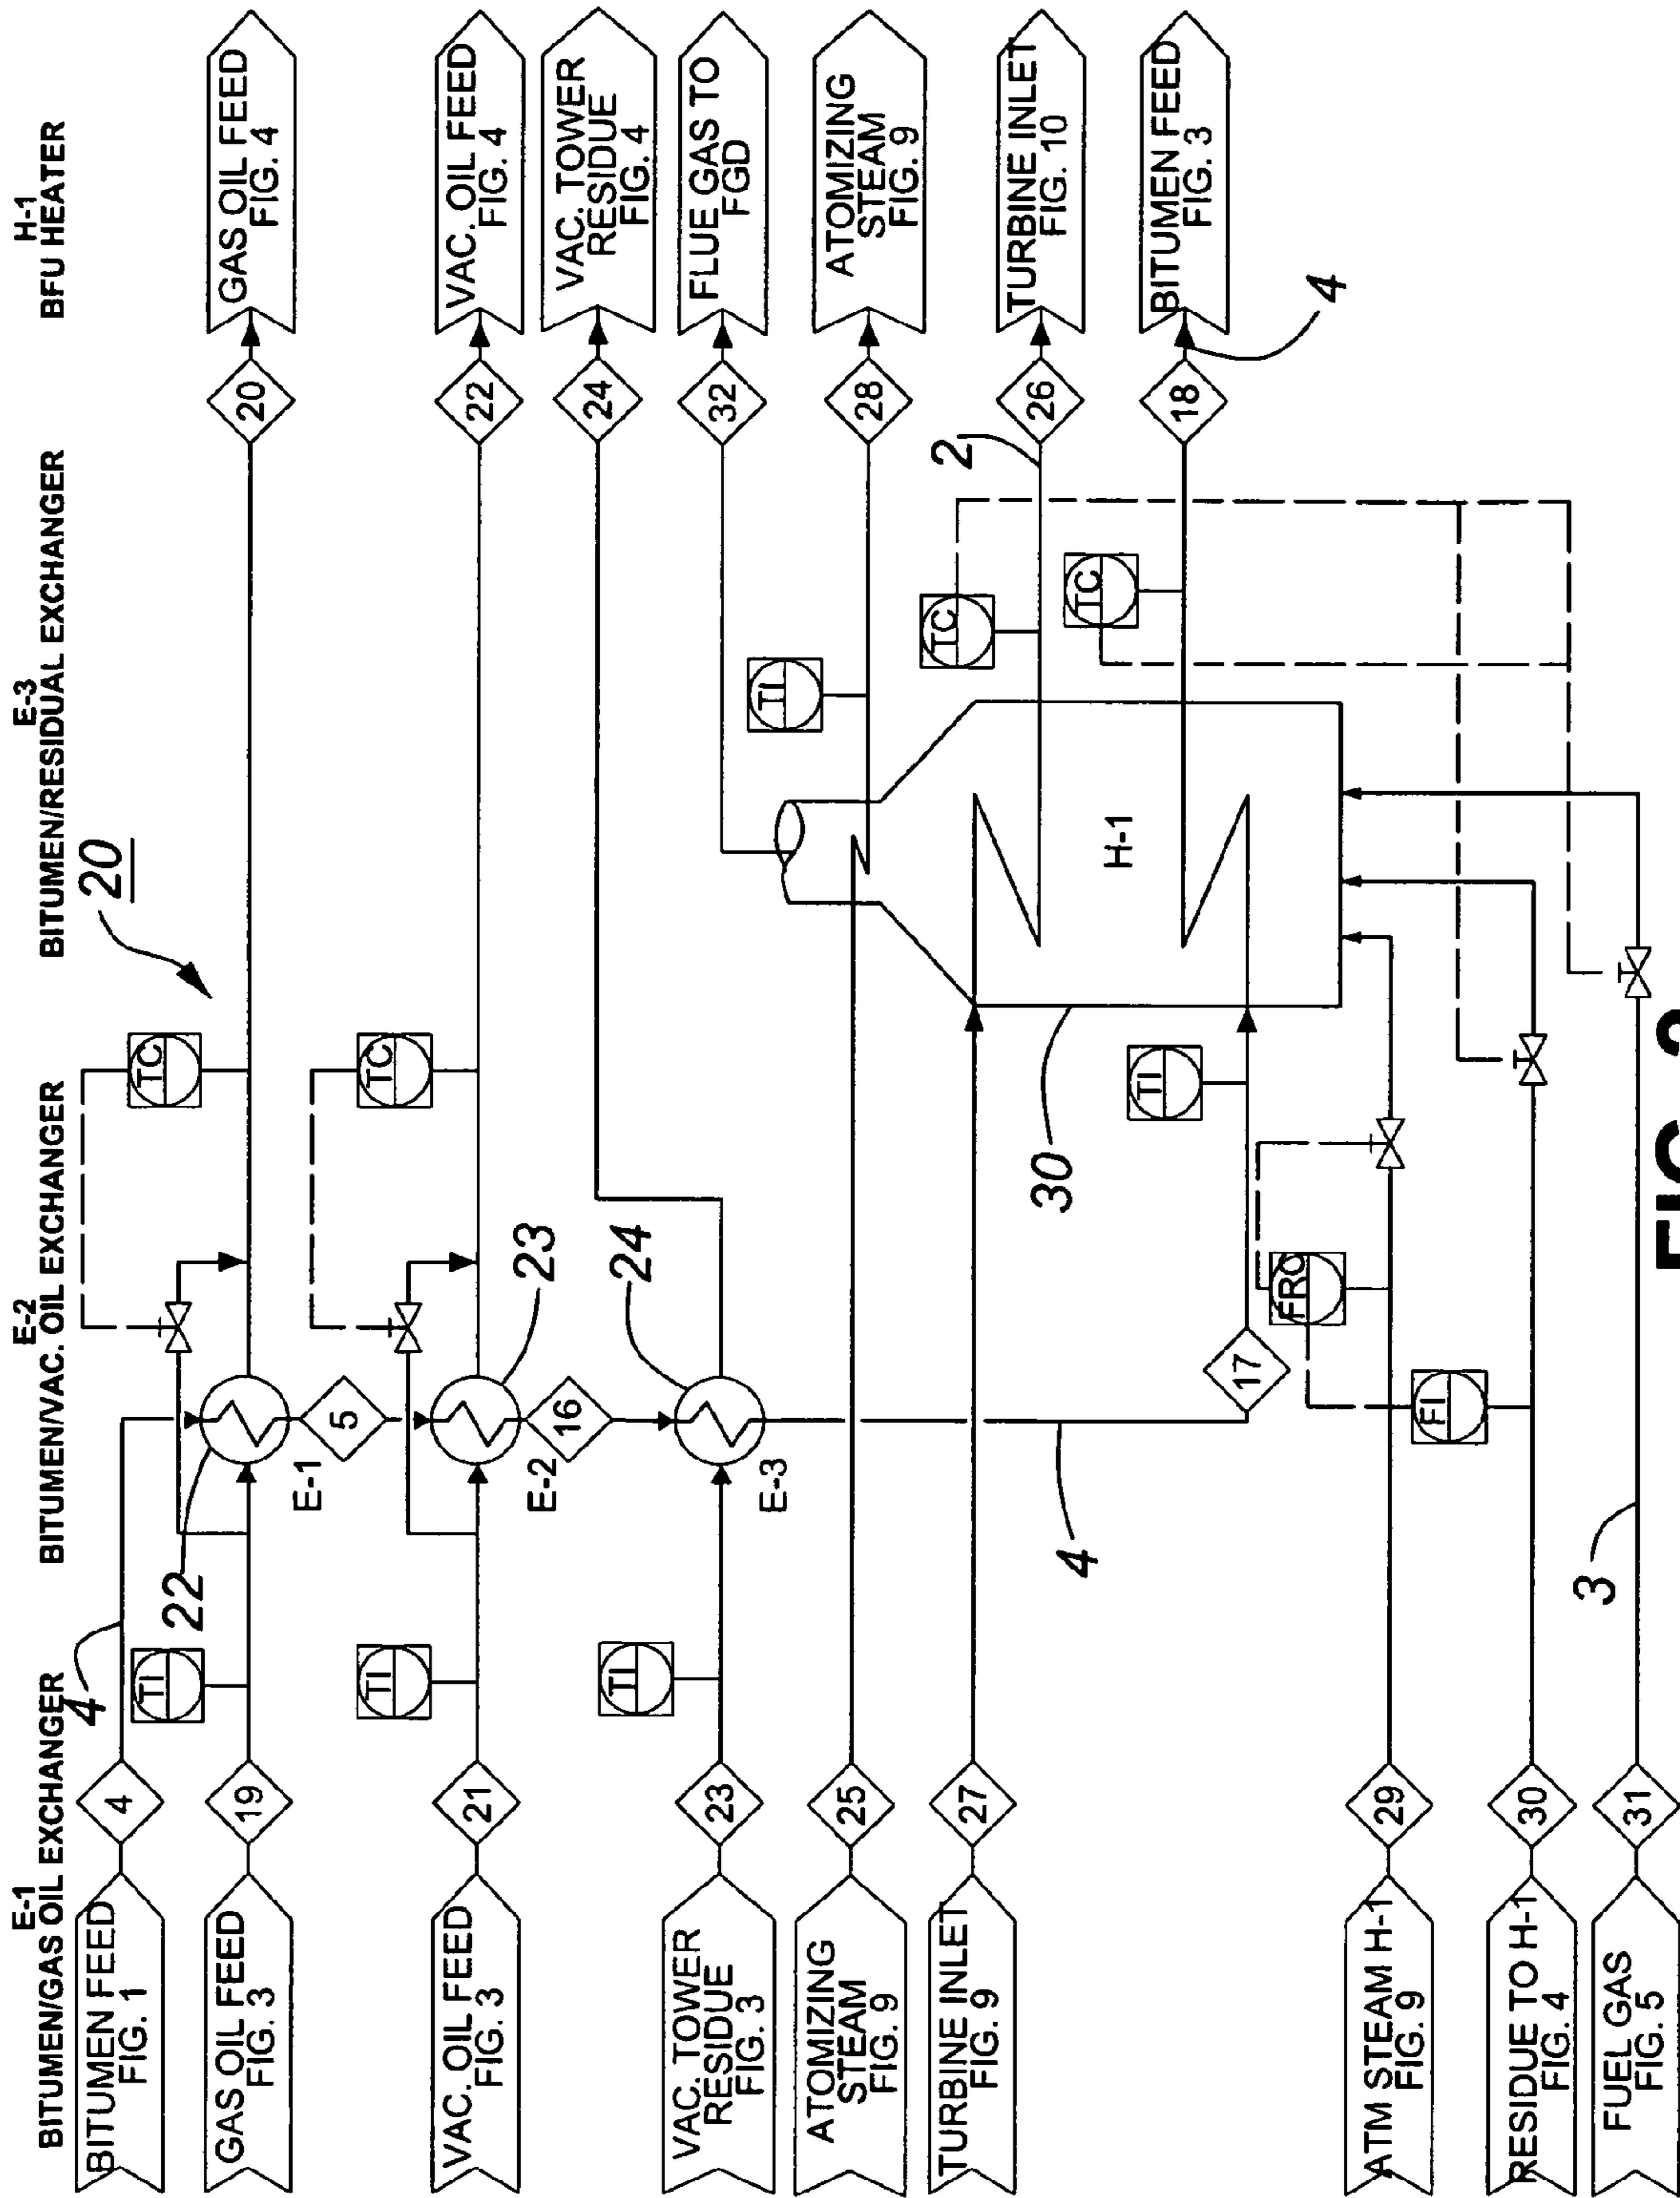 E-1
BITUMEN/GAS OIL EXCHANGER
E-2
BITUMEN/VAC. OIL EXCHANGER
E-3
BITUMEN/RESIDUAL EXCHANGER
H-1
BFU HEATER
BITUMEN FEED
FIG. 1
4
4
GAS OIL FEED
FIG. 3
19
TI
22
E-1
5
TC
20
20
GAS OIL FEED
FIG. 4
VAC. OIL FEED
FIG. 3
21
TI
E-2
16
23
TC
22
VAC. OIL FEED
FIG. 4
VAC. TOWER
RESIDUE
FIG. 3
23
TI
E-3
24
24
VAC. TOWER
RESIDUE
FIG. 4
32
FLUE GAS TO
FGD
ATOMIZING
STEAM
FIG. 9
25
TI
28
ATOMIZING
STEAM
FIG. 9
TURBINE INLET
FIG. 9
27
TC
2
26
TURBINE INLET
FIG. 10
4
17
TI
30
H-1
TC
18
4
BITUMEN FEED
FIG. 3
ATM STEAM H-1
FIG. 9
29
FRC
RESIDUE TO H-1
FIG. 4
30
FI
FUEL GAS
FIG. 5
31
3